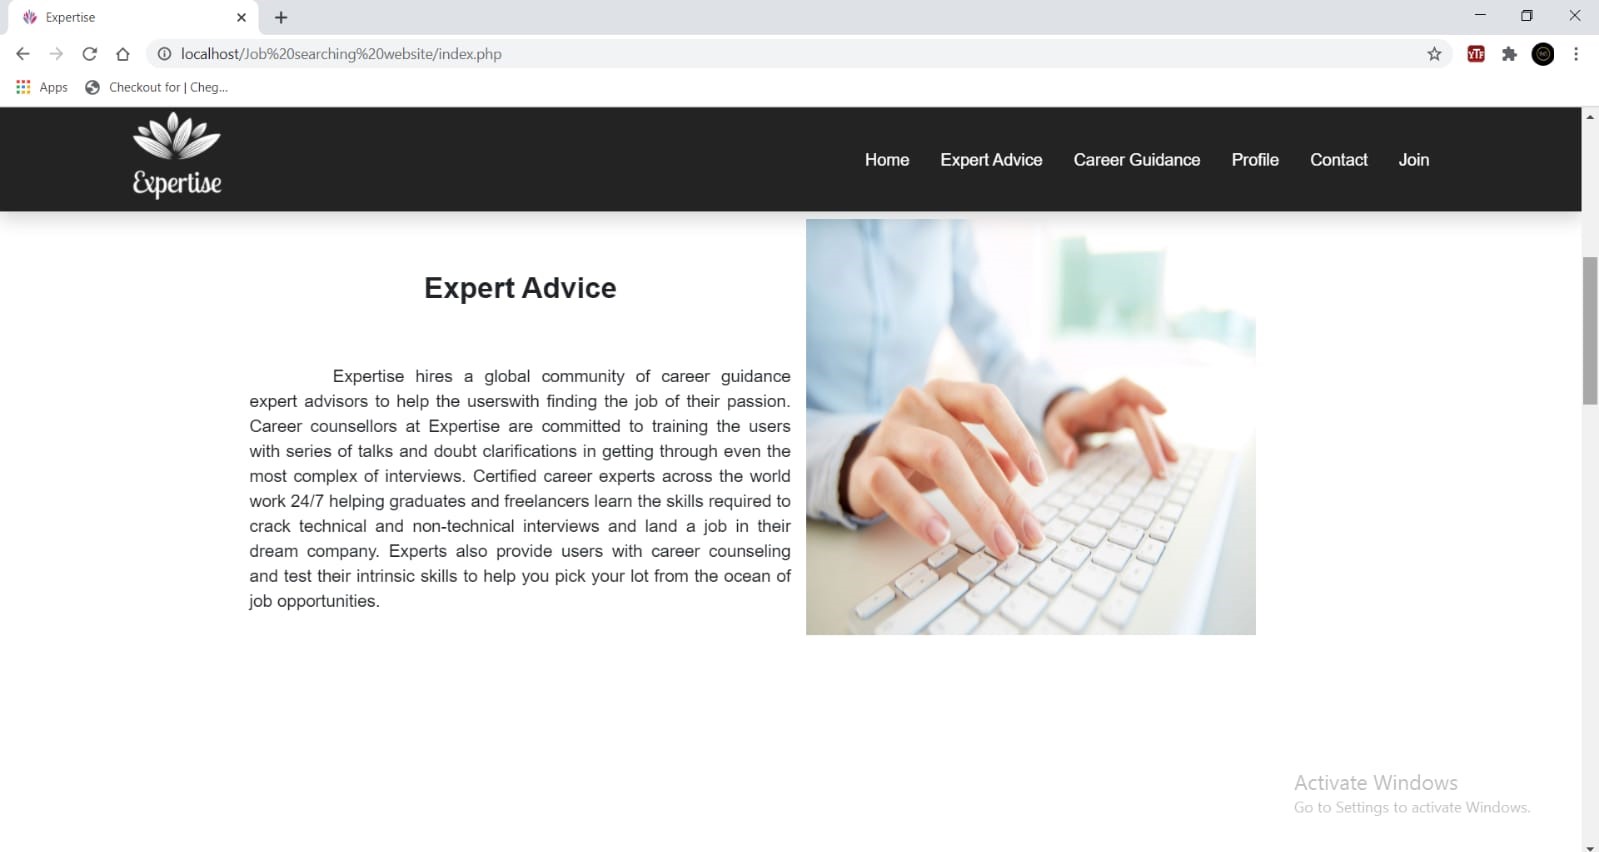 Expertise
localhost/Job%20searching%20website/index.php
YTF
Apps
Checkout for | Cheg...
Expertise
Home
Expert Advice
Career Guidance
Profile
Contact
Join
Expert Advice
Expertise hires a global community of career guidance
expert advisors to help the userswith finding the job of their passion.
Career counsellors at Expertise are committed to training the users
with series of talks and doubt clarifications in getting through even the
most complex of interviews. Certified career experts across the world
work 24/7 helping graduates and freelancers learn the skills required to
crack technical and non-technical interviews and land a job in their
dream company. Experts also provide users with career counseling
and test their intrinsic skills to help you pick your lot from the ocean of
job opportunities.
Activate Windows
Go to Settings to activate Windows.